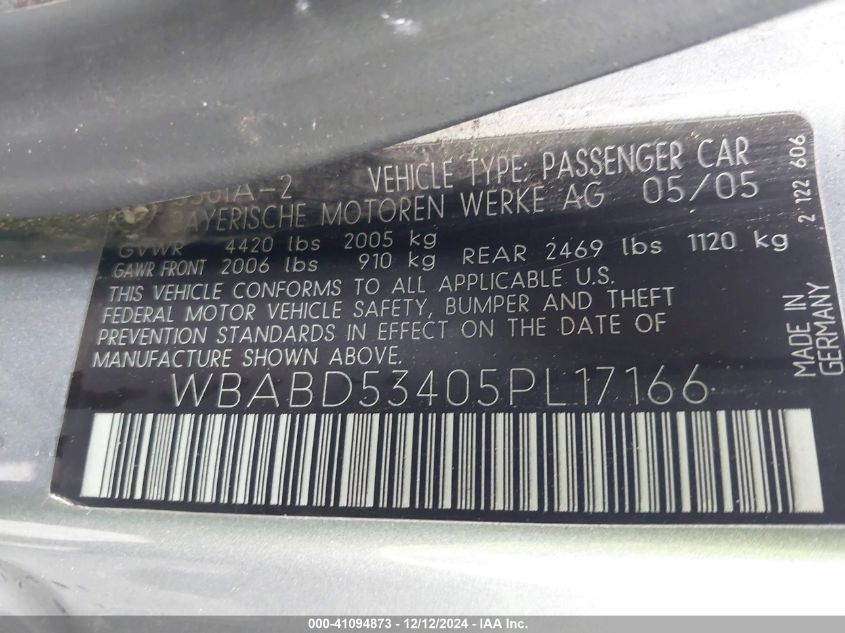 VEHICLE TYPE: PASSENGER CAR
BAYERISCHE MOTOREN WERKE AG 05/05
GVWR 4420 lbs 2005 kg
GAWR FRONT 2006 lbs 910 kg REAR 2469 lbs 1120 kg
THIS VEHICLE CONFORMS TO ALL APPLICABLE U.S.
FEDERAL MOTOR VEHICLE SAFETY, BUMPER AND THEFT
PREVENTION STANDARDS IN EFFECT ON THE DATE OF
MANUFACTURE SHOWN ABOVE.
WBABD53405PL17166
2 122 606
MADE IN
GERMANY
000-41094873 - 12/12/2024 - IAA Inc.